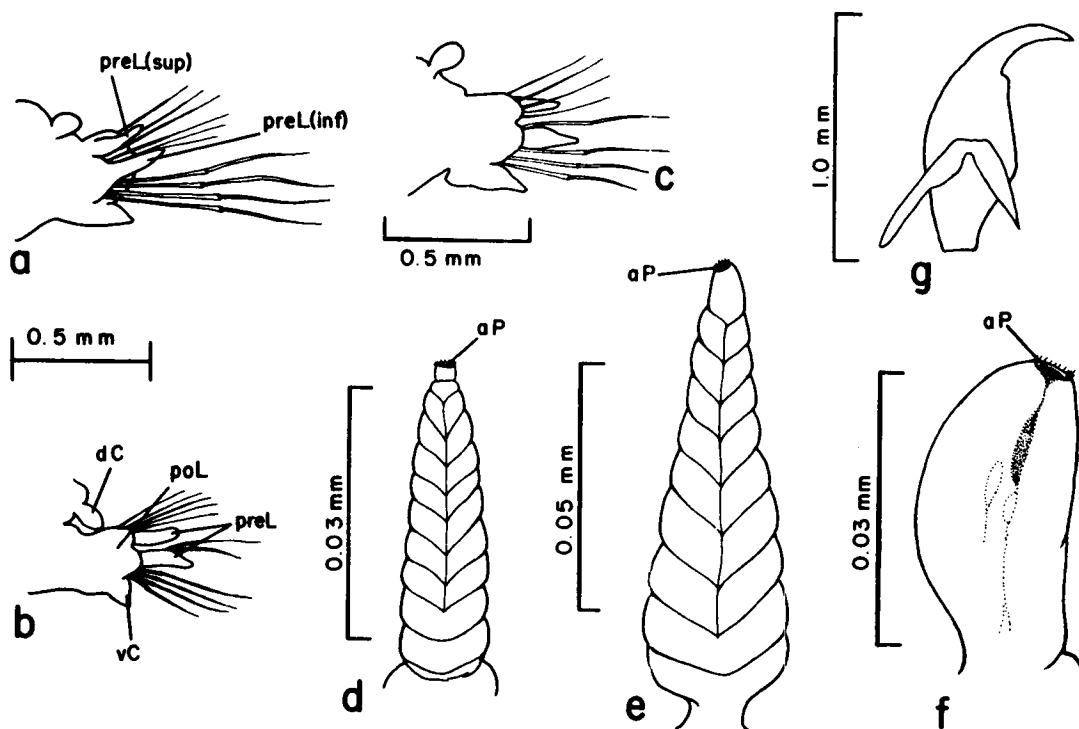 preL(sup)
preL(inf)
a
c
0.5 mm
1.0 mm
g
0.5 mm
aP
aP
aP
dC
poL
preL
vC
b
0.03 mm
d
0.05 mm
e
0.03 mm
f